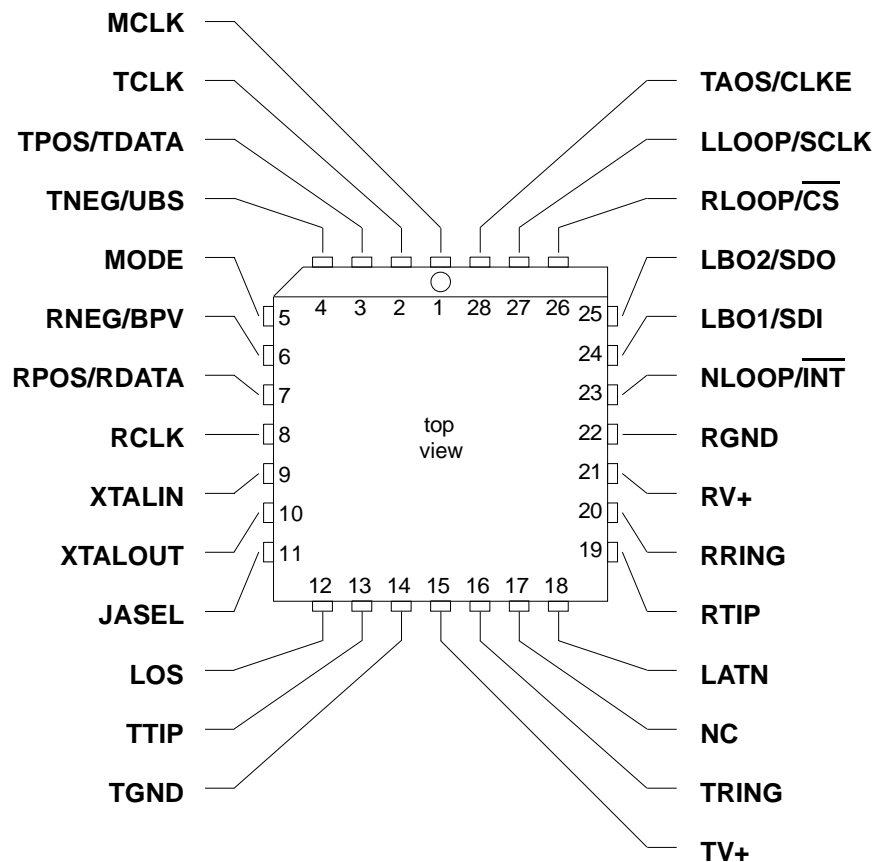 MCLK
TCLK
TPOS/TDATA
TNEG/UBS
MODE
RNEG/BPV
RPOS/RDATA
RCLK
XTALIN
XTALOUT
JASEL
LOS
TTIP
TGND
TAOS/CLKE
LLOOP/SCLK
RLOOP/C̅S̅
LBO2/SDO
LBO1/SDI
NLOOP/I̅N̅T̅
RGND
RV+
RRING
RTIP
LATN
NC
TRING
TV+
4 3 2 1 28 27 26
5
6
7
8
9
10
11
25
24
23
22
21
20
19
top
view
12 13 14 15 16 17 18